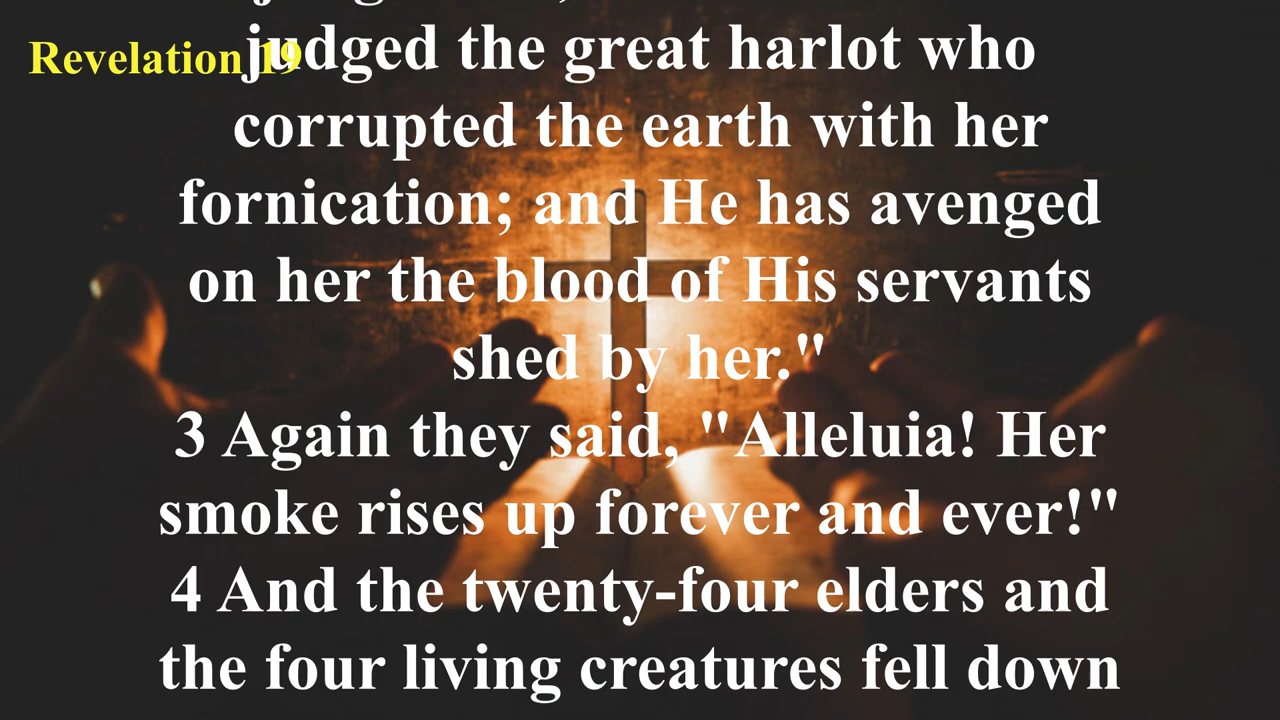 Revelation 19
judged the great harlot who
corrupted the earth with her
fornication; and He has avenged
on her the blood of His servants
shed by her."
3 Again they said, "Alleluia! Her
smoke rises up forever and ever!"
4 And the twenty-four elders and
the four living creatures fell down